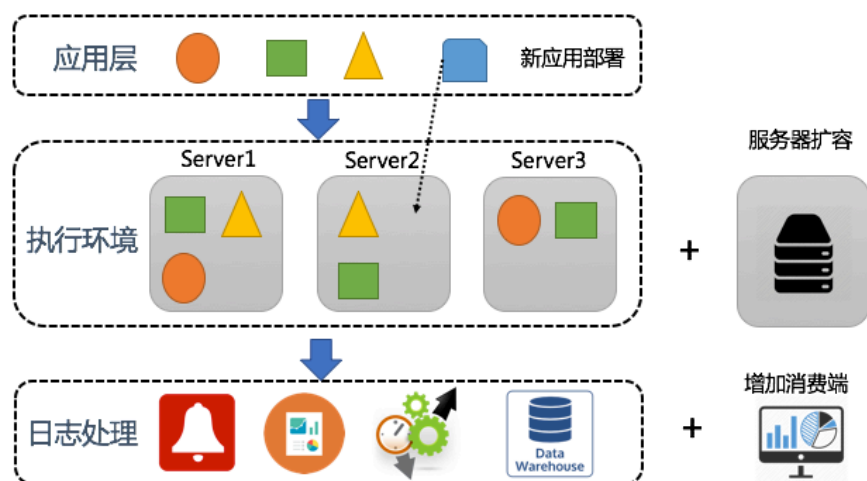 应用层
新应用部署
服务器扩容
Server1
Server2
Server3
执行环境
+
增加消费端
日志处理
Data
Warehouse
+